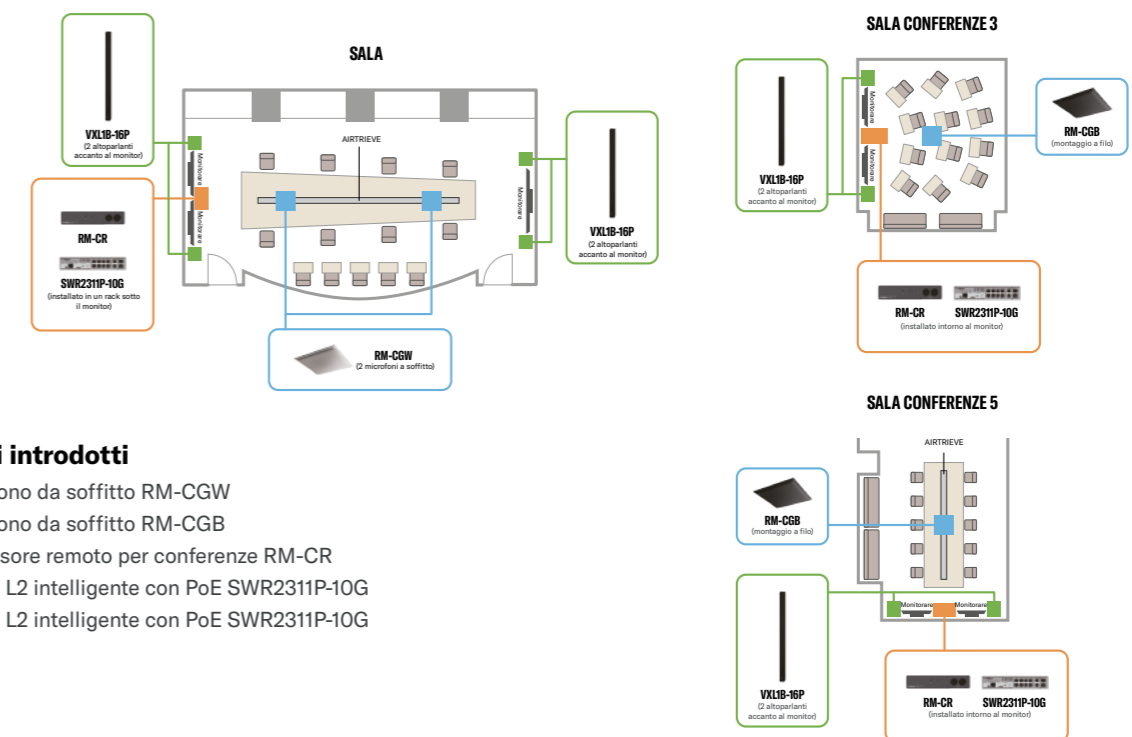 SALA
VXL1B-16P
(2 altoparlanti
accanto al monitor)
AIRTRIEVE
Monitorare
Monitorare
Monitorare
VXL1B-16P
(2 altoparlanti
accanto al monitor)
RM-CR
SWR2311P-10G
(installato in un rack sotto
il monitor)
RM-CGW
(2 microfoni a soffitto)
SALA CONFERENZE 3
VXL1B-16P
(2 altoparlanti
accanto al monitor)
Monitorare
Monitorare
RM-CGB
(montaggio a filo)
RM-CR SWR2311P-10G
(installato intorno al monitor)
i introdotti
ono da soffitto RM-CGW
ono da soffitto RM-CGB
sore remoto per conferenze RM-CR
L2 intelligente con PoE SWR2311P-10G
L2 intelligente con PoE SWR2311P-10G
SALA CONFERENZE 5
AIRTRIEVE
RM-CGB
(montaggio a filo)
Monitorare Monitorare
VXL1B-16P
(2 altoparlanti
accanto al monitor)
RM-CR SWR2311P-10G
(installato intorno al monitor)